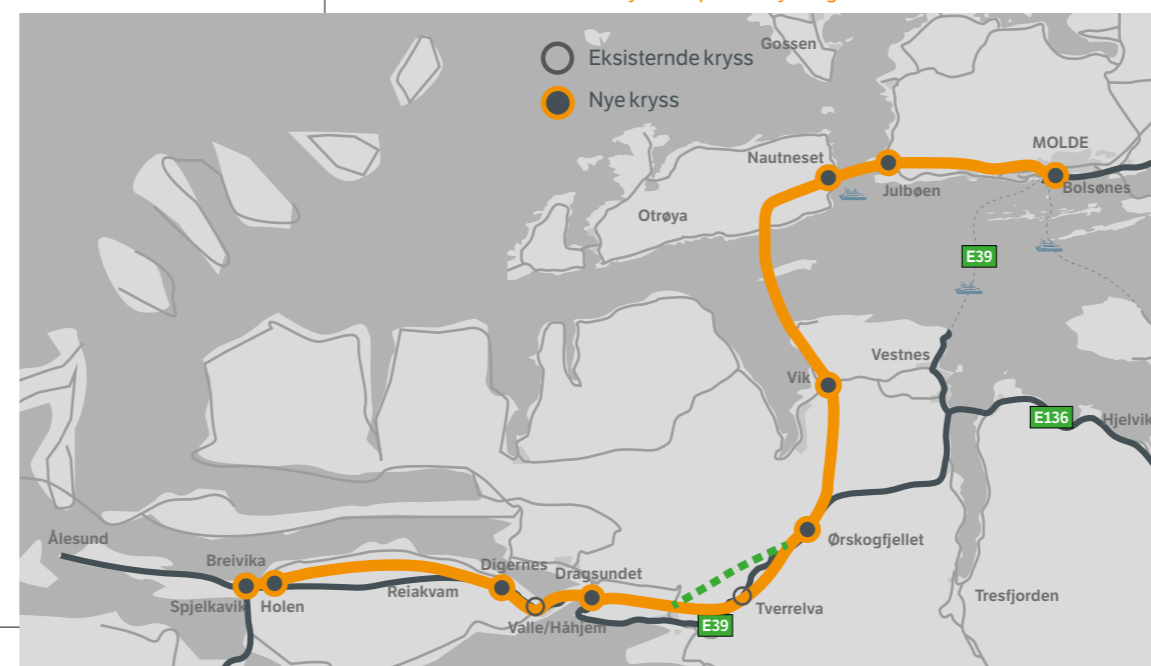 Gossen
Eksisternde kryss
Nye kryss
MOLDE
Nautneset
Julbøen
Bolsønes
Otrøya
E39
Vestnes
Vik
E136
Hjelvik
Ålesund
Ørskogfjellet
Breivika
Digernes
Dragsundet
Reiakvam
Spjelkavik
Holen
Tresfjorden
Tverrelva
Valle/Håhjem
E39